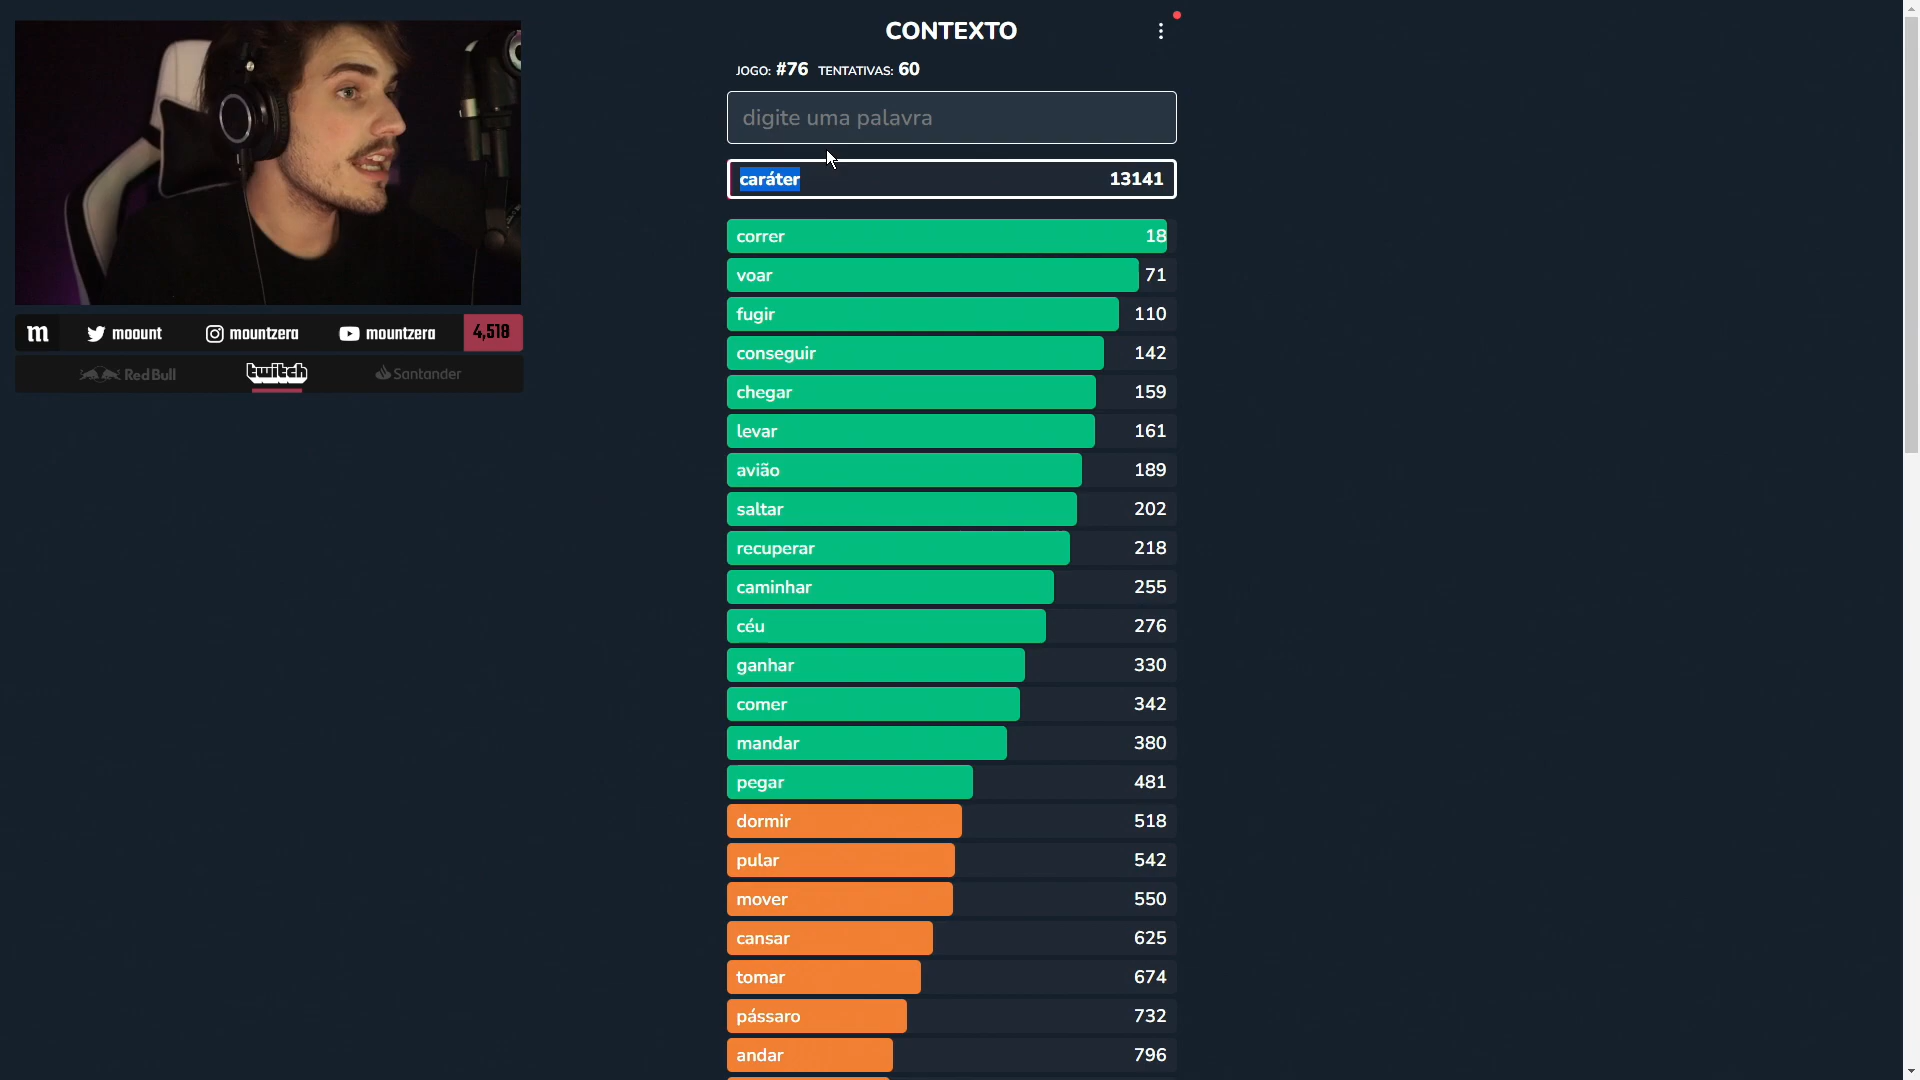 CONTEXTO
JOGO: #76 TENTATIVAS: 60
digite uma palavra
caráter 13141
correr 18
voar 71
fugir 110
conseguir 142
chegar 159
levar 161
avião 189
saltar 202
recuperar 218
caminhar 255
céu 276
ganhar 330
comer 342
mandar 380
pegar 481
dormir 518
pular 542
mover 550
cansar 625
tomar 674
pássaro 732
andar 796
m moount mountzera mountzera 4,518
Red Bull twitch Santander